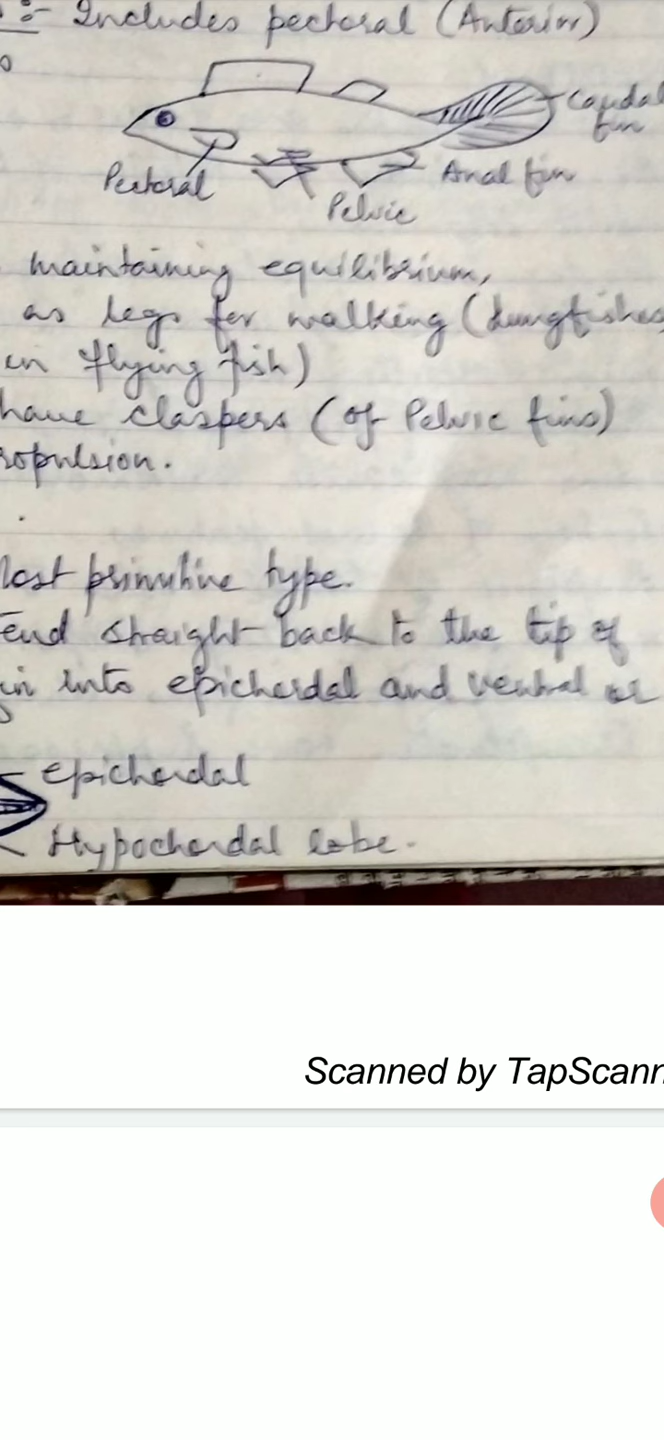 :- Includes pectoral (Anterior)
Caudal
fin
Pectoral
Anal fin
Pelvic
maintaining equilibrium,
as legs for walking (lungfishes
in flying fish)
have claspers (of Pelvic fins)
ropulsion.
Most primitive type.
end straight back to the tip of
in into epichordal and ventral or
epichordal
Hypochordal lobe.
Scanned by TapScann